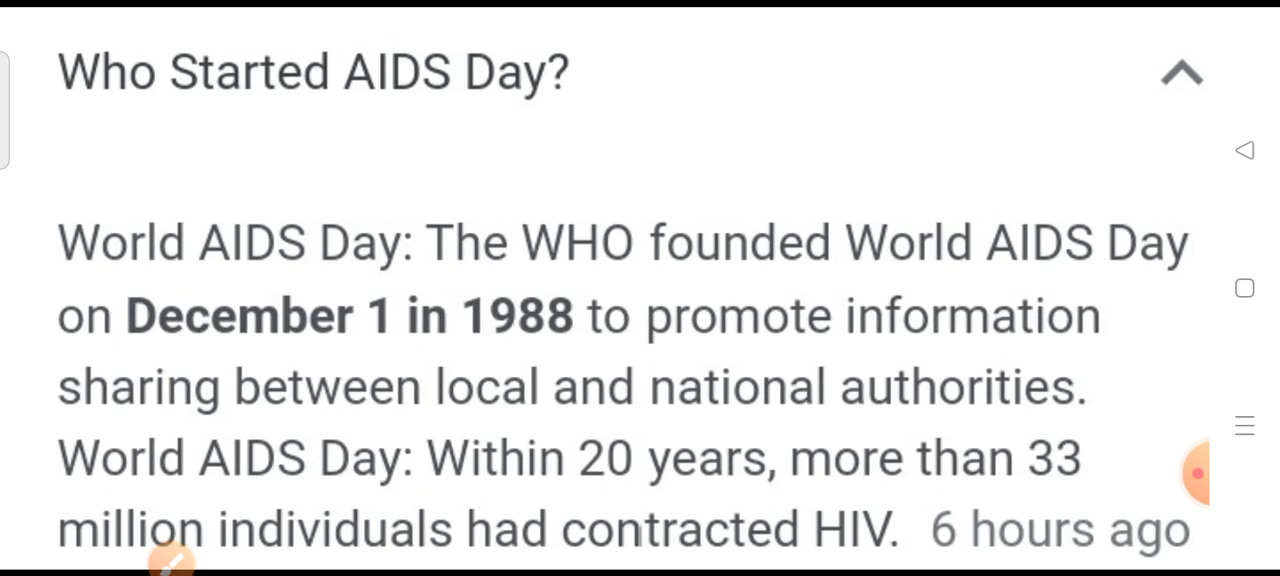 Who Started AIDS Day?
World AIDS Day: The WHO founded World AIDS Day
on December 1 in 1988 to promote information
sharing between local and national authorities.
World AIDS Day: Within 20 years, more than 33
million individuals had contracted HIV. 6 hours ago